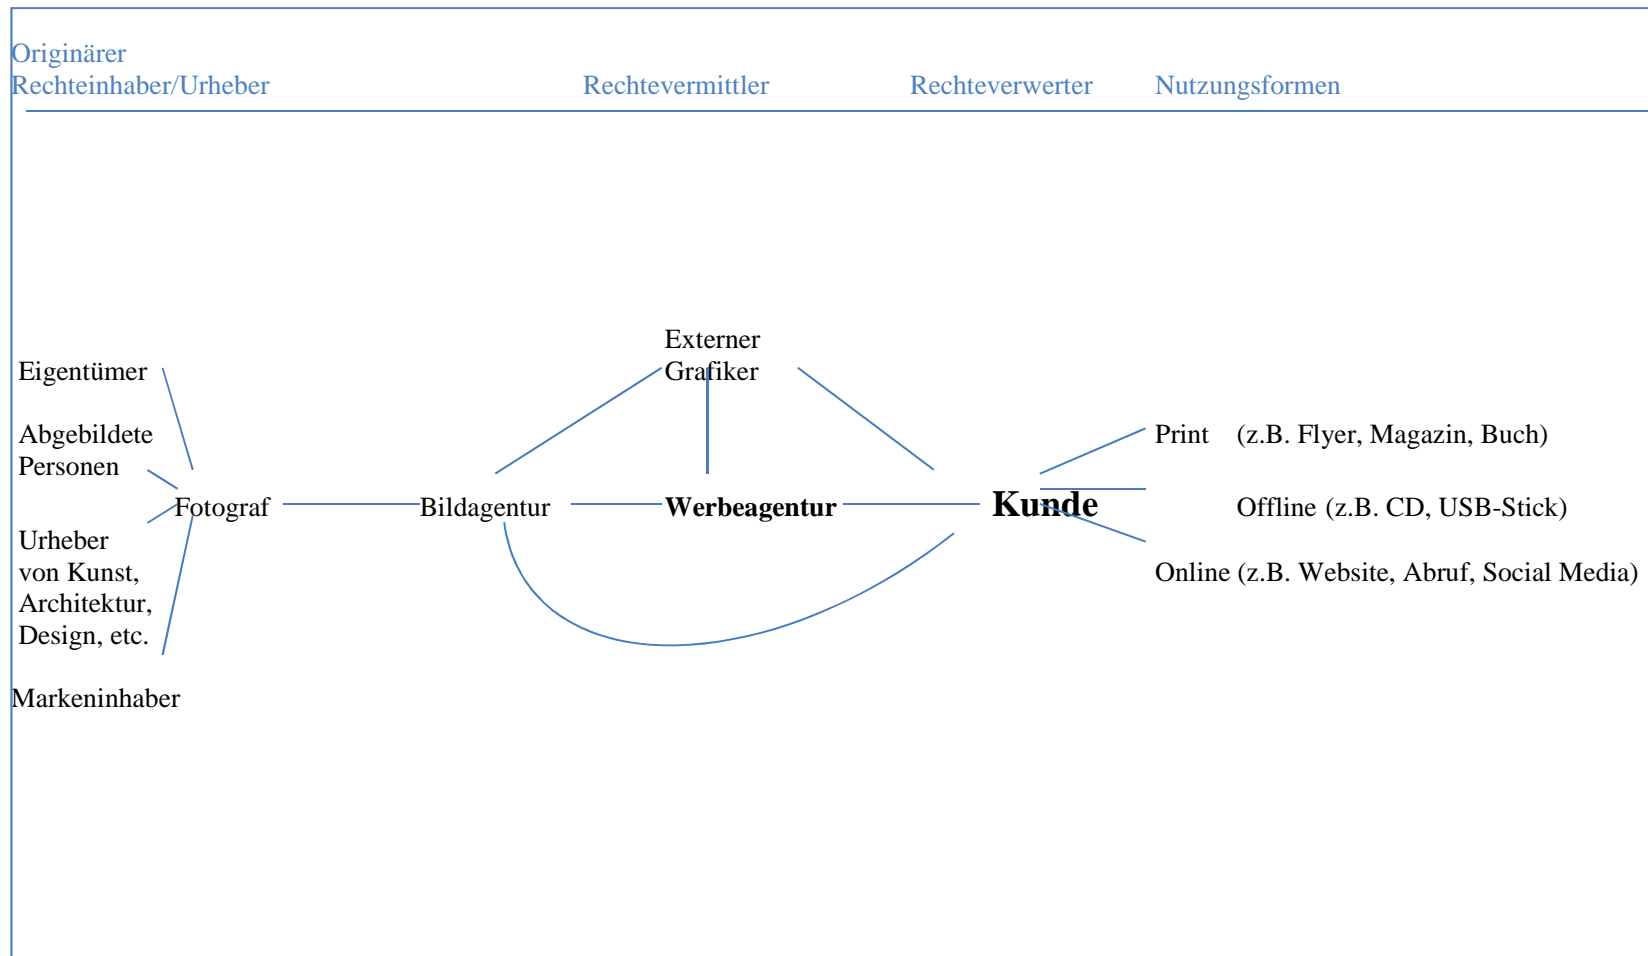 Originärer
Rechteinhaber/Urheber Rechtevermittler Rechteverwerter Nutzungsformen
Externer
Grafiker
Eigentümer
Abgebildete
Personen
Print (z.B. Flyer, Magazin, Buch)
Fotograf Bildagentur Werbeagentur Kunde Offline (z.B. CD, USB-Stick)
Urheber
von Kunst,
Architektur,
Design, etc.
Online (z.B. Website, Abruf, Social Media)
Markeninhaber